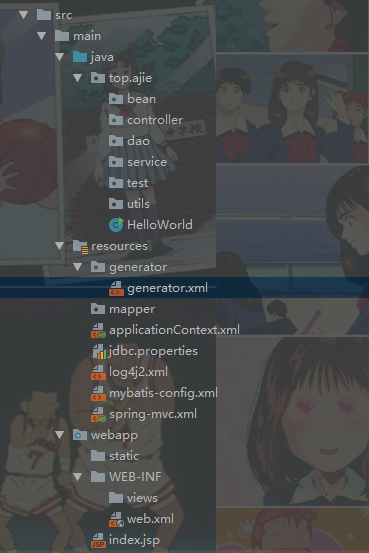 src
main
java
top.ajie
bean
controller
dao
service
test
utils
HelloWorld
resources
generator
generator.xml
mapper
applicationContext.xml
jdbc.properties
log4j2.xml
mybatis-config.xml
spring-mvc.xml
webapp
static
WEB-INF
views
web.xml
index.jsp